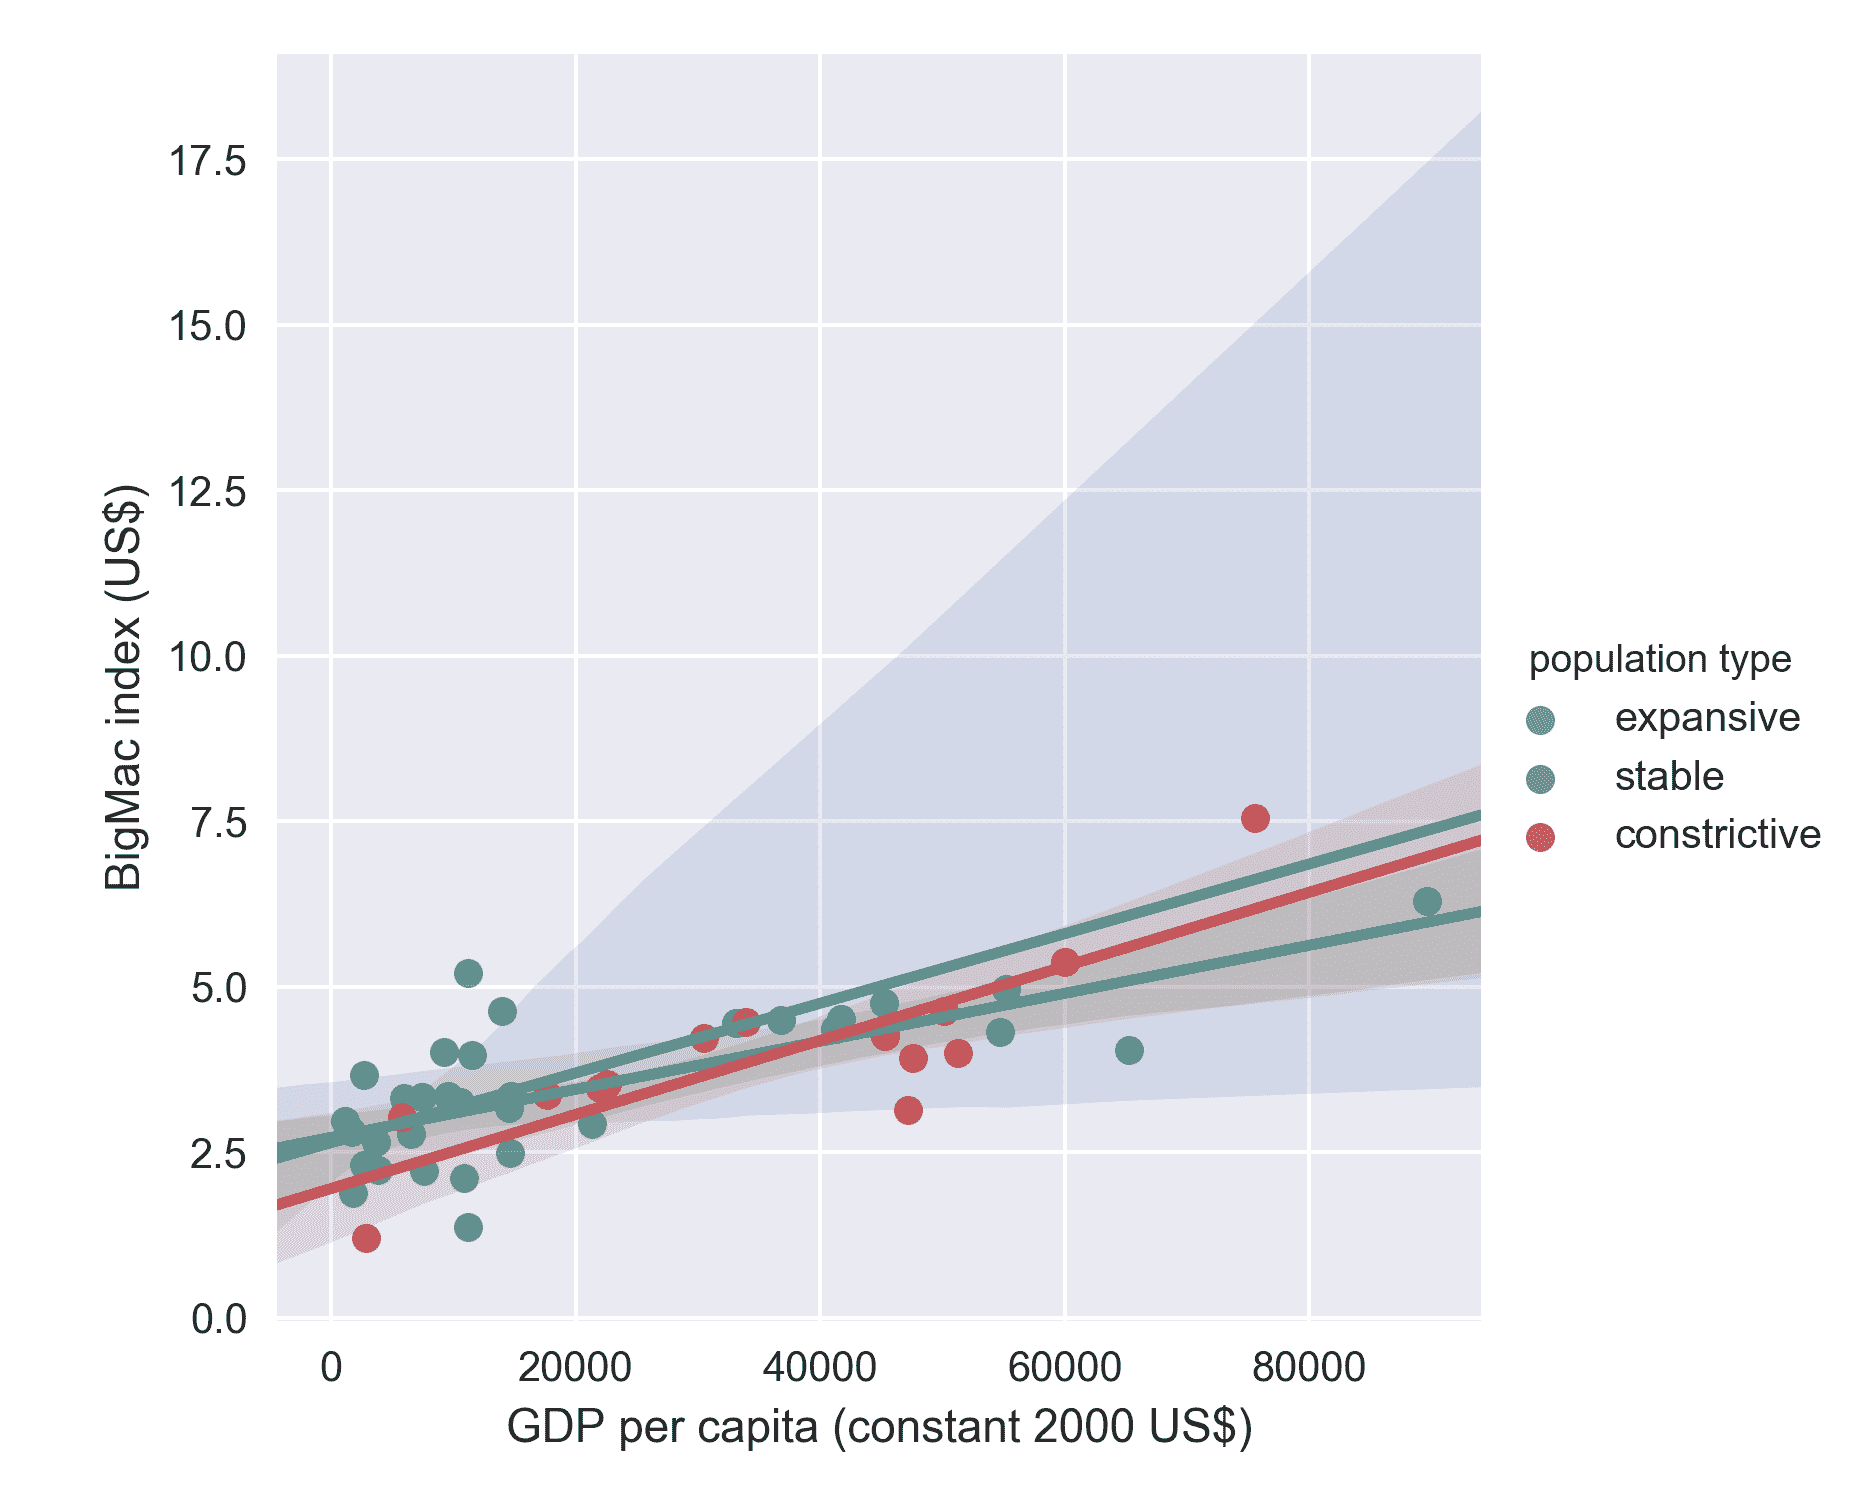 17.5
15.0
12.5
10.0
7.5
5.0
2.5
0.0
BigMac index (US$)
0 20000 40000 60000 80000
GDP per capita (constant 2000 US$)
population type
expansive
stable
constrictive